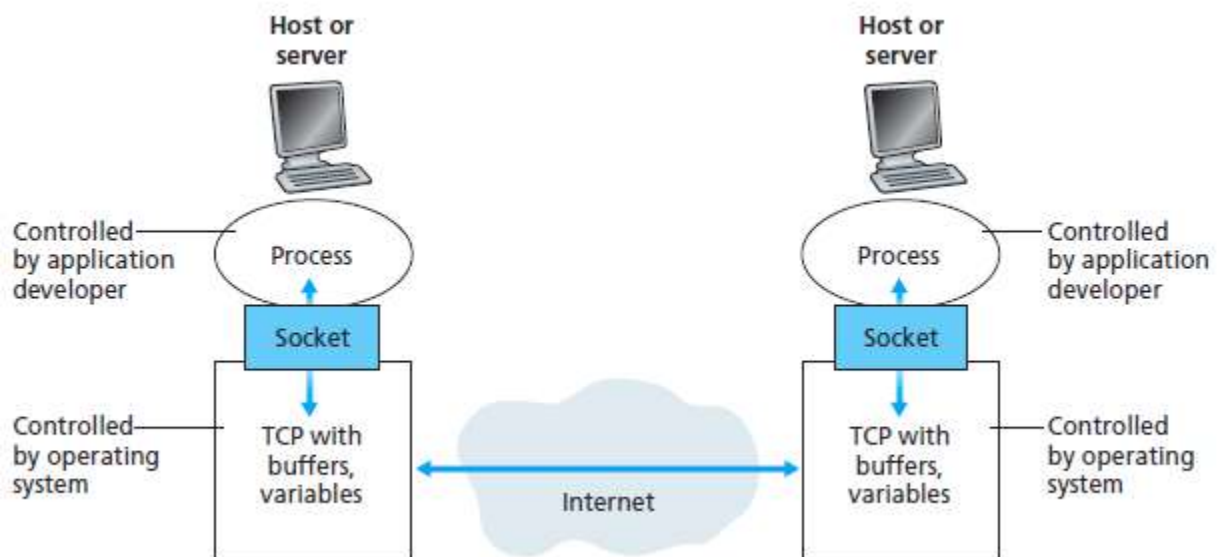 Host or
server
Host or
server
Controlled
by application
developer
Process
Process
Controlled
by application
developer
Socket
Socket
Controlled
by operating
system
TCP with
buffers,
variables
Internet
TCP with
buffers,
variables
Controlled
by operating
system